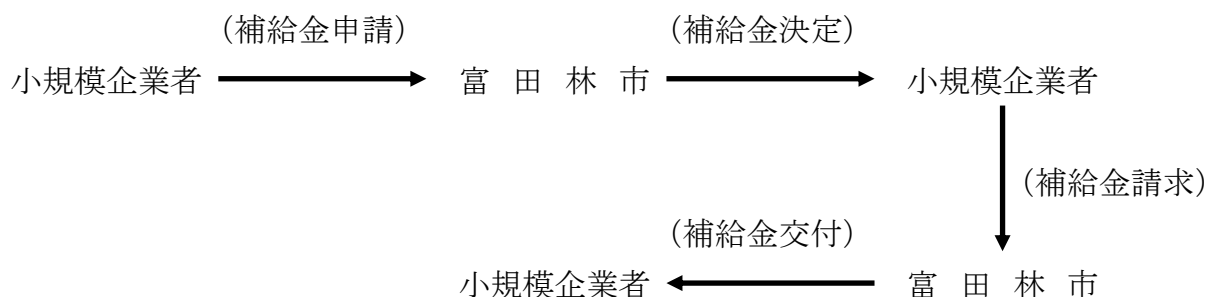 （補給金申請）
（補給金決定）
小規模企業者
富田林市
小規模企業者
（補給金請求）
（補給金交付）
小規模企業者
富田林市